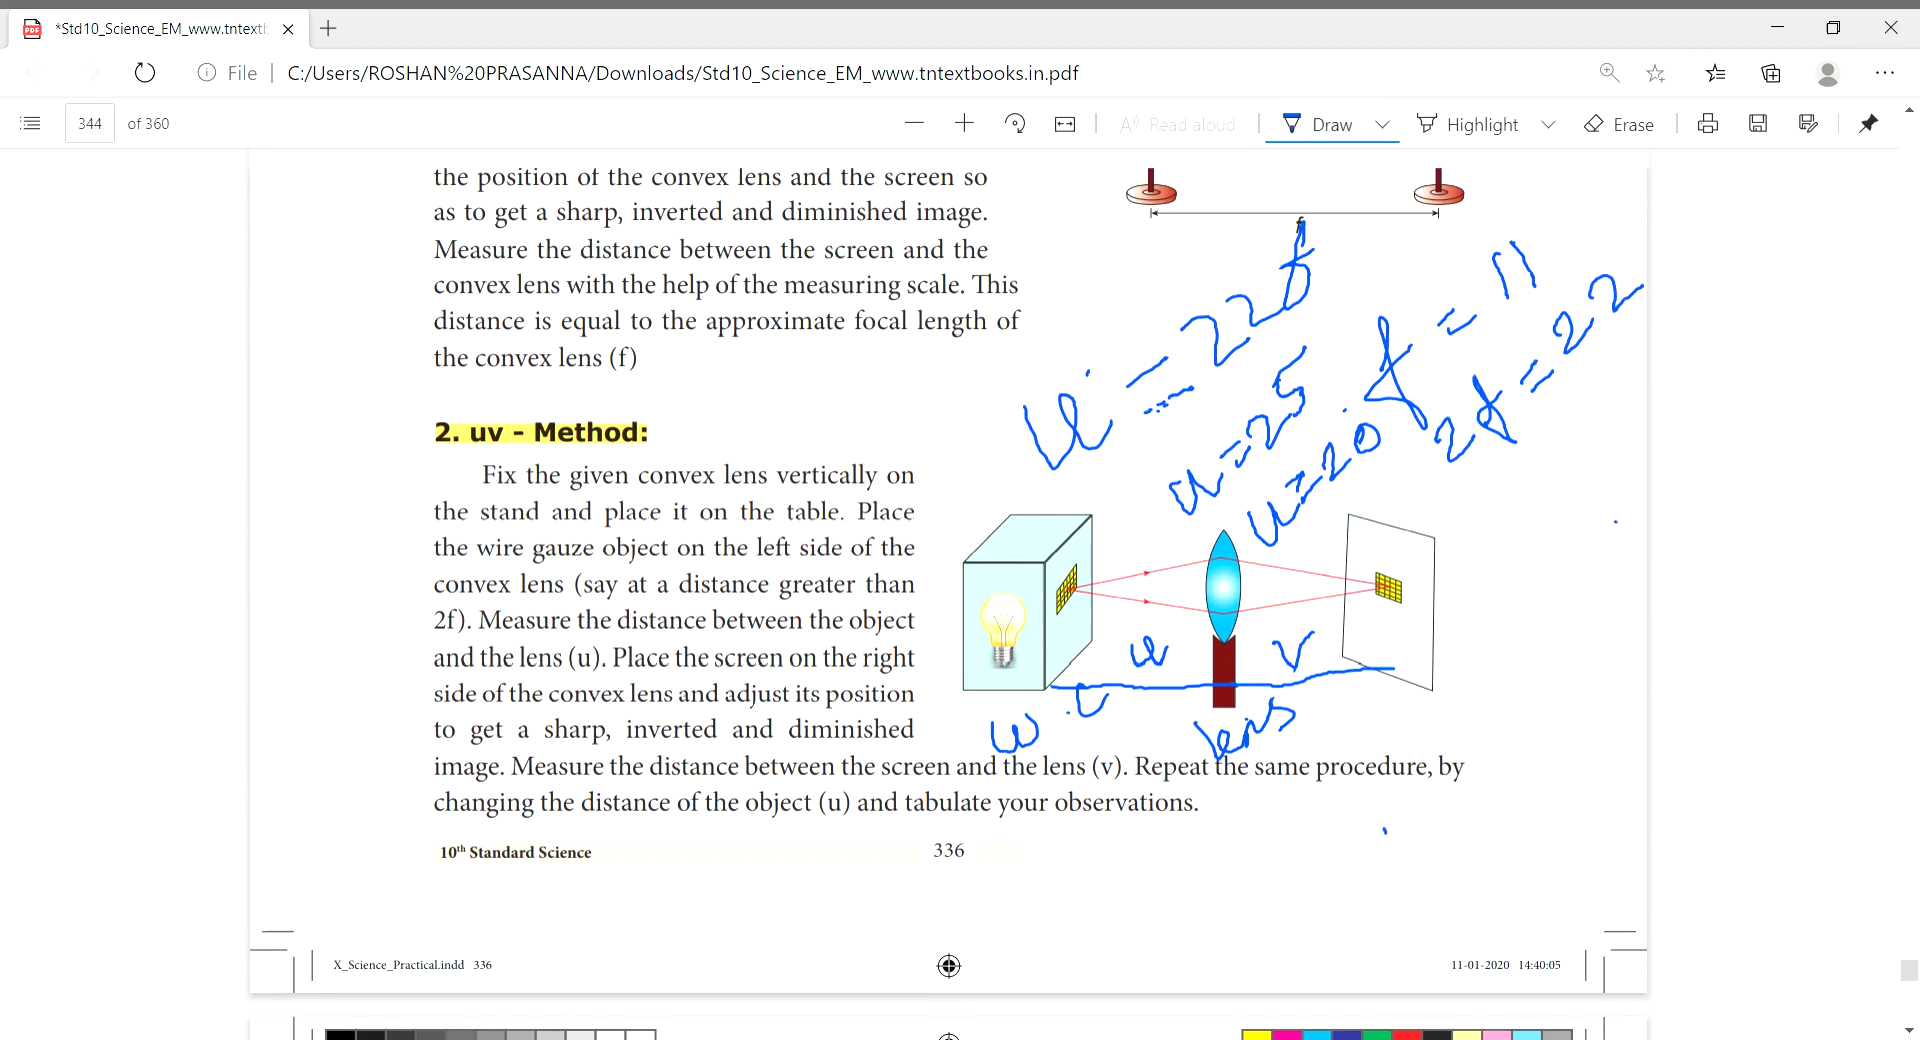 *Std10_Science_EM_www.tntextb
File
C:/Users/ROSHAN%20PRASANNA/Downloads/Std10_Science_EM_www.tntextbooks.in.pdf
344 of 360
Read aloud
Draw
Highlight
Erase
the position of the convex lens and the screen so
as to get a sharp, inverted and diminished image.
Measure the distance between the screen and the
convex lens with the help of the measuring scale. This
distance is equal to the approximate focal length of
the convex lens (f)
f
u = 22f
f = 11
2f = 22
u = 25
u = 20
2. uv - Method:
Fix the given convex lens vertically on
the stand and place it on the table. Place
the wire gauze object on the left side of the
convex lens (say at a distance greater than
2f). Measure the distance between the object
and the lens (u). Place the screen on the right
side of the convex lens and adjust its position
to get a sharp, inverted and diminished
image. Measure the distance between the screen and the lens (v). Repeat the same procedure, by
changing the distance of the object (u) and tabulate your observations.
u
v
lens
10th Standard Science
336
X_Science_Practical.indd 336
11-01-2020 14:40:05